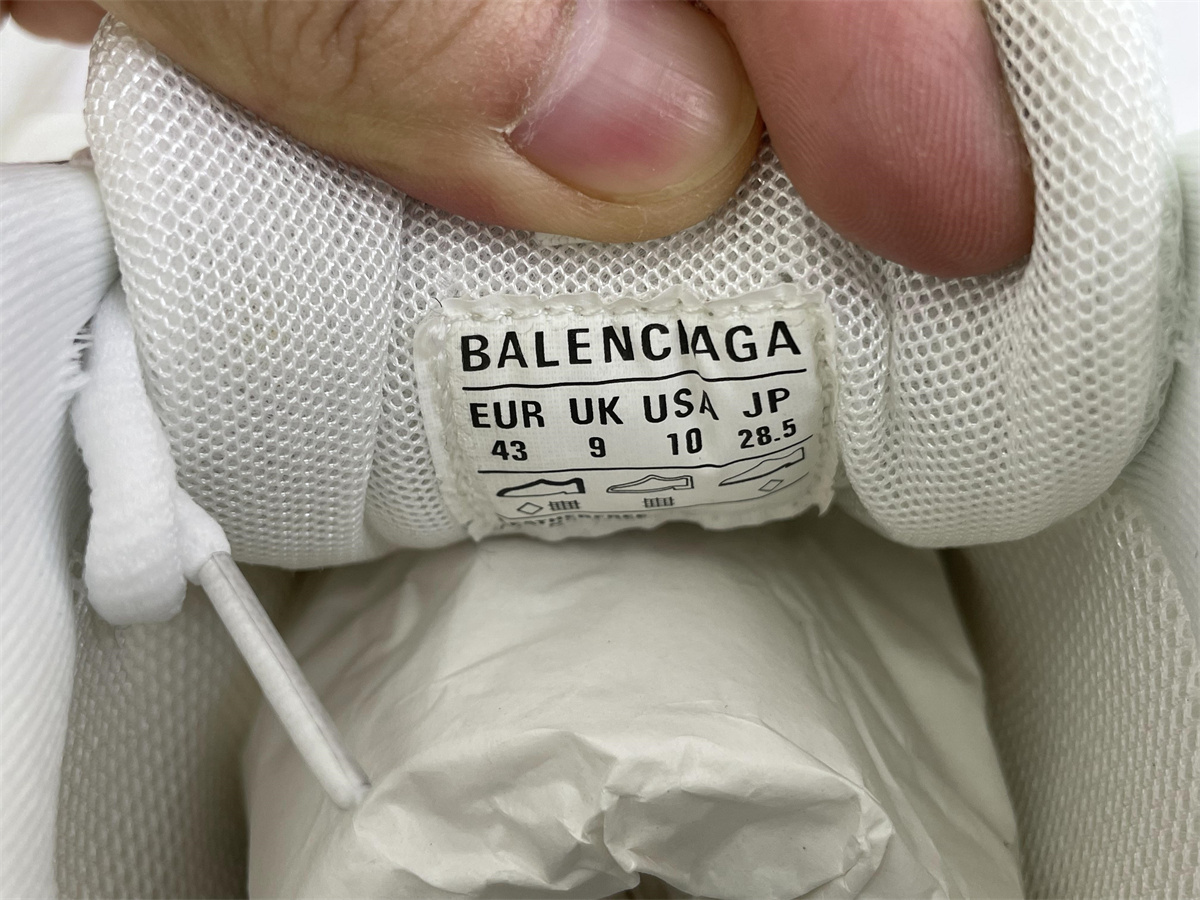 BALENCIAGA
EUR UK USA JP
43 9 10 28.5